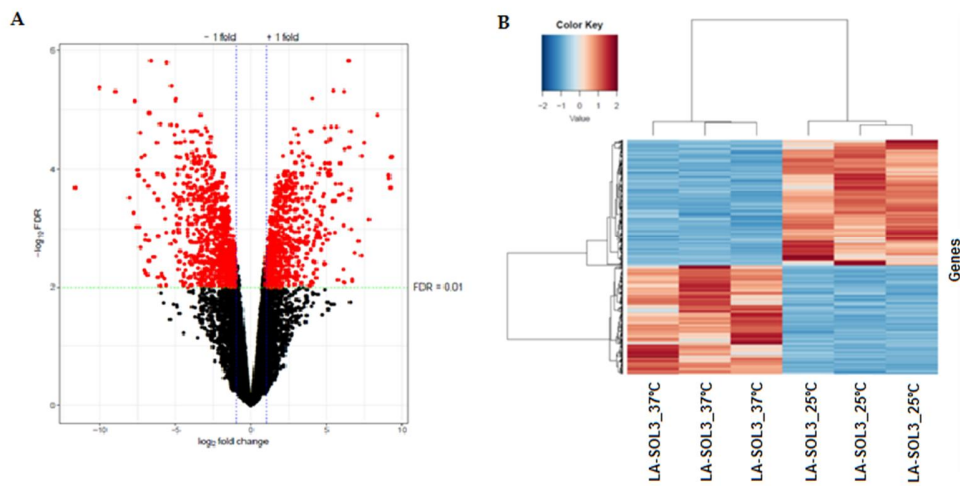 A
- 1 fold
+ 1 fold
6
4
2
0
-log10 FDR
FDR = 0.01
-10
-5
0
5
10
log2 fold change
B
Color Key
-2 -1 0 1 2
Value
Genes
LA-SOL3_37°C
LA-SOL3_37°C
LA-SOL3_37°C
LA-SOL3_25°C
LA-SOL3_25°C
LA-SOL3_25°C